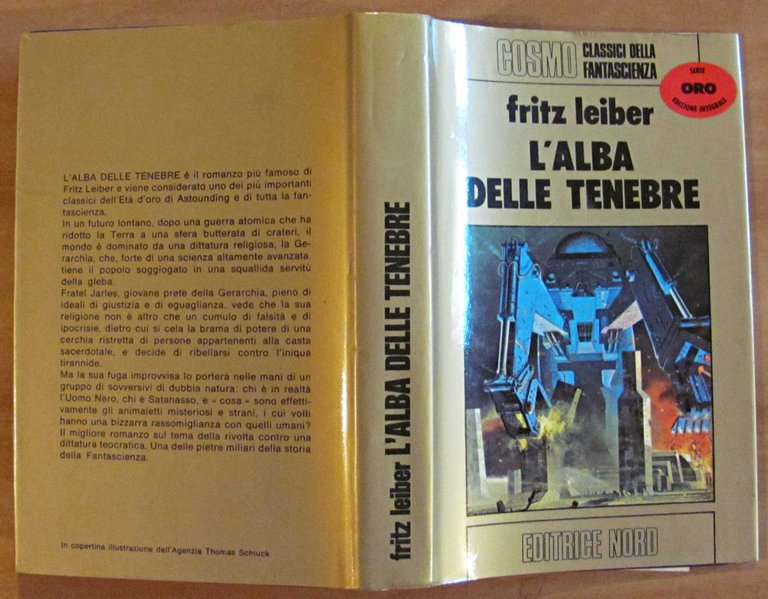 L'ALBA DELLE TENEBRE è il romanzo più famoso di
Fritz Leiber e viene considerato uno dei più importanti
classici dell'Età d'oro di Astounding e di tutta la fan-
tascienza.
In un futuro lontano, dopo una guerra atomica che ha
ridotto la Terra a una sfera butterata di crateri, il
mondo è dominato da una dittatura religiosa, la Ge-
rarchia, che, forte di una scienza altamente avanzata,
tiene il popolo soggiogato in una squallida servitù
della gleba.
Fratel Jarles, giovane prete della Gerarchia, pieno di
ideali di giustizia e di eguaglianza, vede che la sua
religione non è altro che un cumulo di falsità e di
ipocrisie, dietro cui si cela la brama di potere di una
cerchia ristretta di persone appartenenti alla casta
sacerdotale, e decide di ribellarsi contro l'iniqua
tirannide.
Ma la sua fuga improvvisa lo porterà nelle mani di un
gruppo di sovversivi di dubbia natura: chi è in realtà
l'Uomo Nero, chi è Satanasso, e « cosa » sono effetti-
vamente gli animaletti misteriosi e strani, i cui volti
hanno una bizzarra rassomiglianza con quelli umani?
Il migliore romanzo sul tema della rivolta contro una
dittatura teocratica. Una delle pietre miliari della storia
della Fantascienza.
In copertina illustrazione dell'Agenzia Thomas Schluck
fritz leiber L'ALBA DELLE TENEBRE
COSMO CLASSICI DELLA
FANTASCIENZA
SERIE
ORO
EDIZIONE INTEGRALE
fritz leiber
L'ALBA
DELLE TENEBRE
EDITRICE NORD